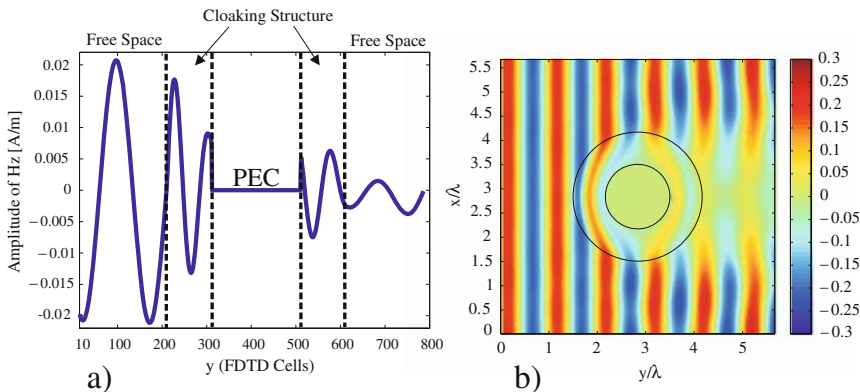 a)
Free Space
Cloaking Structure
Free Space
Amplitude of Hz [A/m]
0.02
0.015
0.01
0.005
0
−0.005
−0.01
−0.015
-0.02
PEC
10 100 200 300 400 500 600 700 800
y (FDTD Cells)
a)
b)
x/λ
5.5
5
4.5
4
3.5
3
2.5
2
1.5
1
0.5
0
0 1 2 3 4 5
y/λ
0.3
0.25
0.2
0.15
0.1
0.05
0
−0.05
−0.1
−0.15
−0.2
−0.25
−0.3
b)